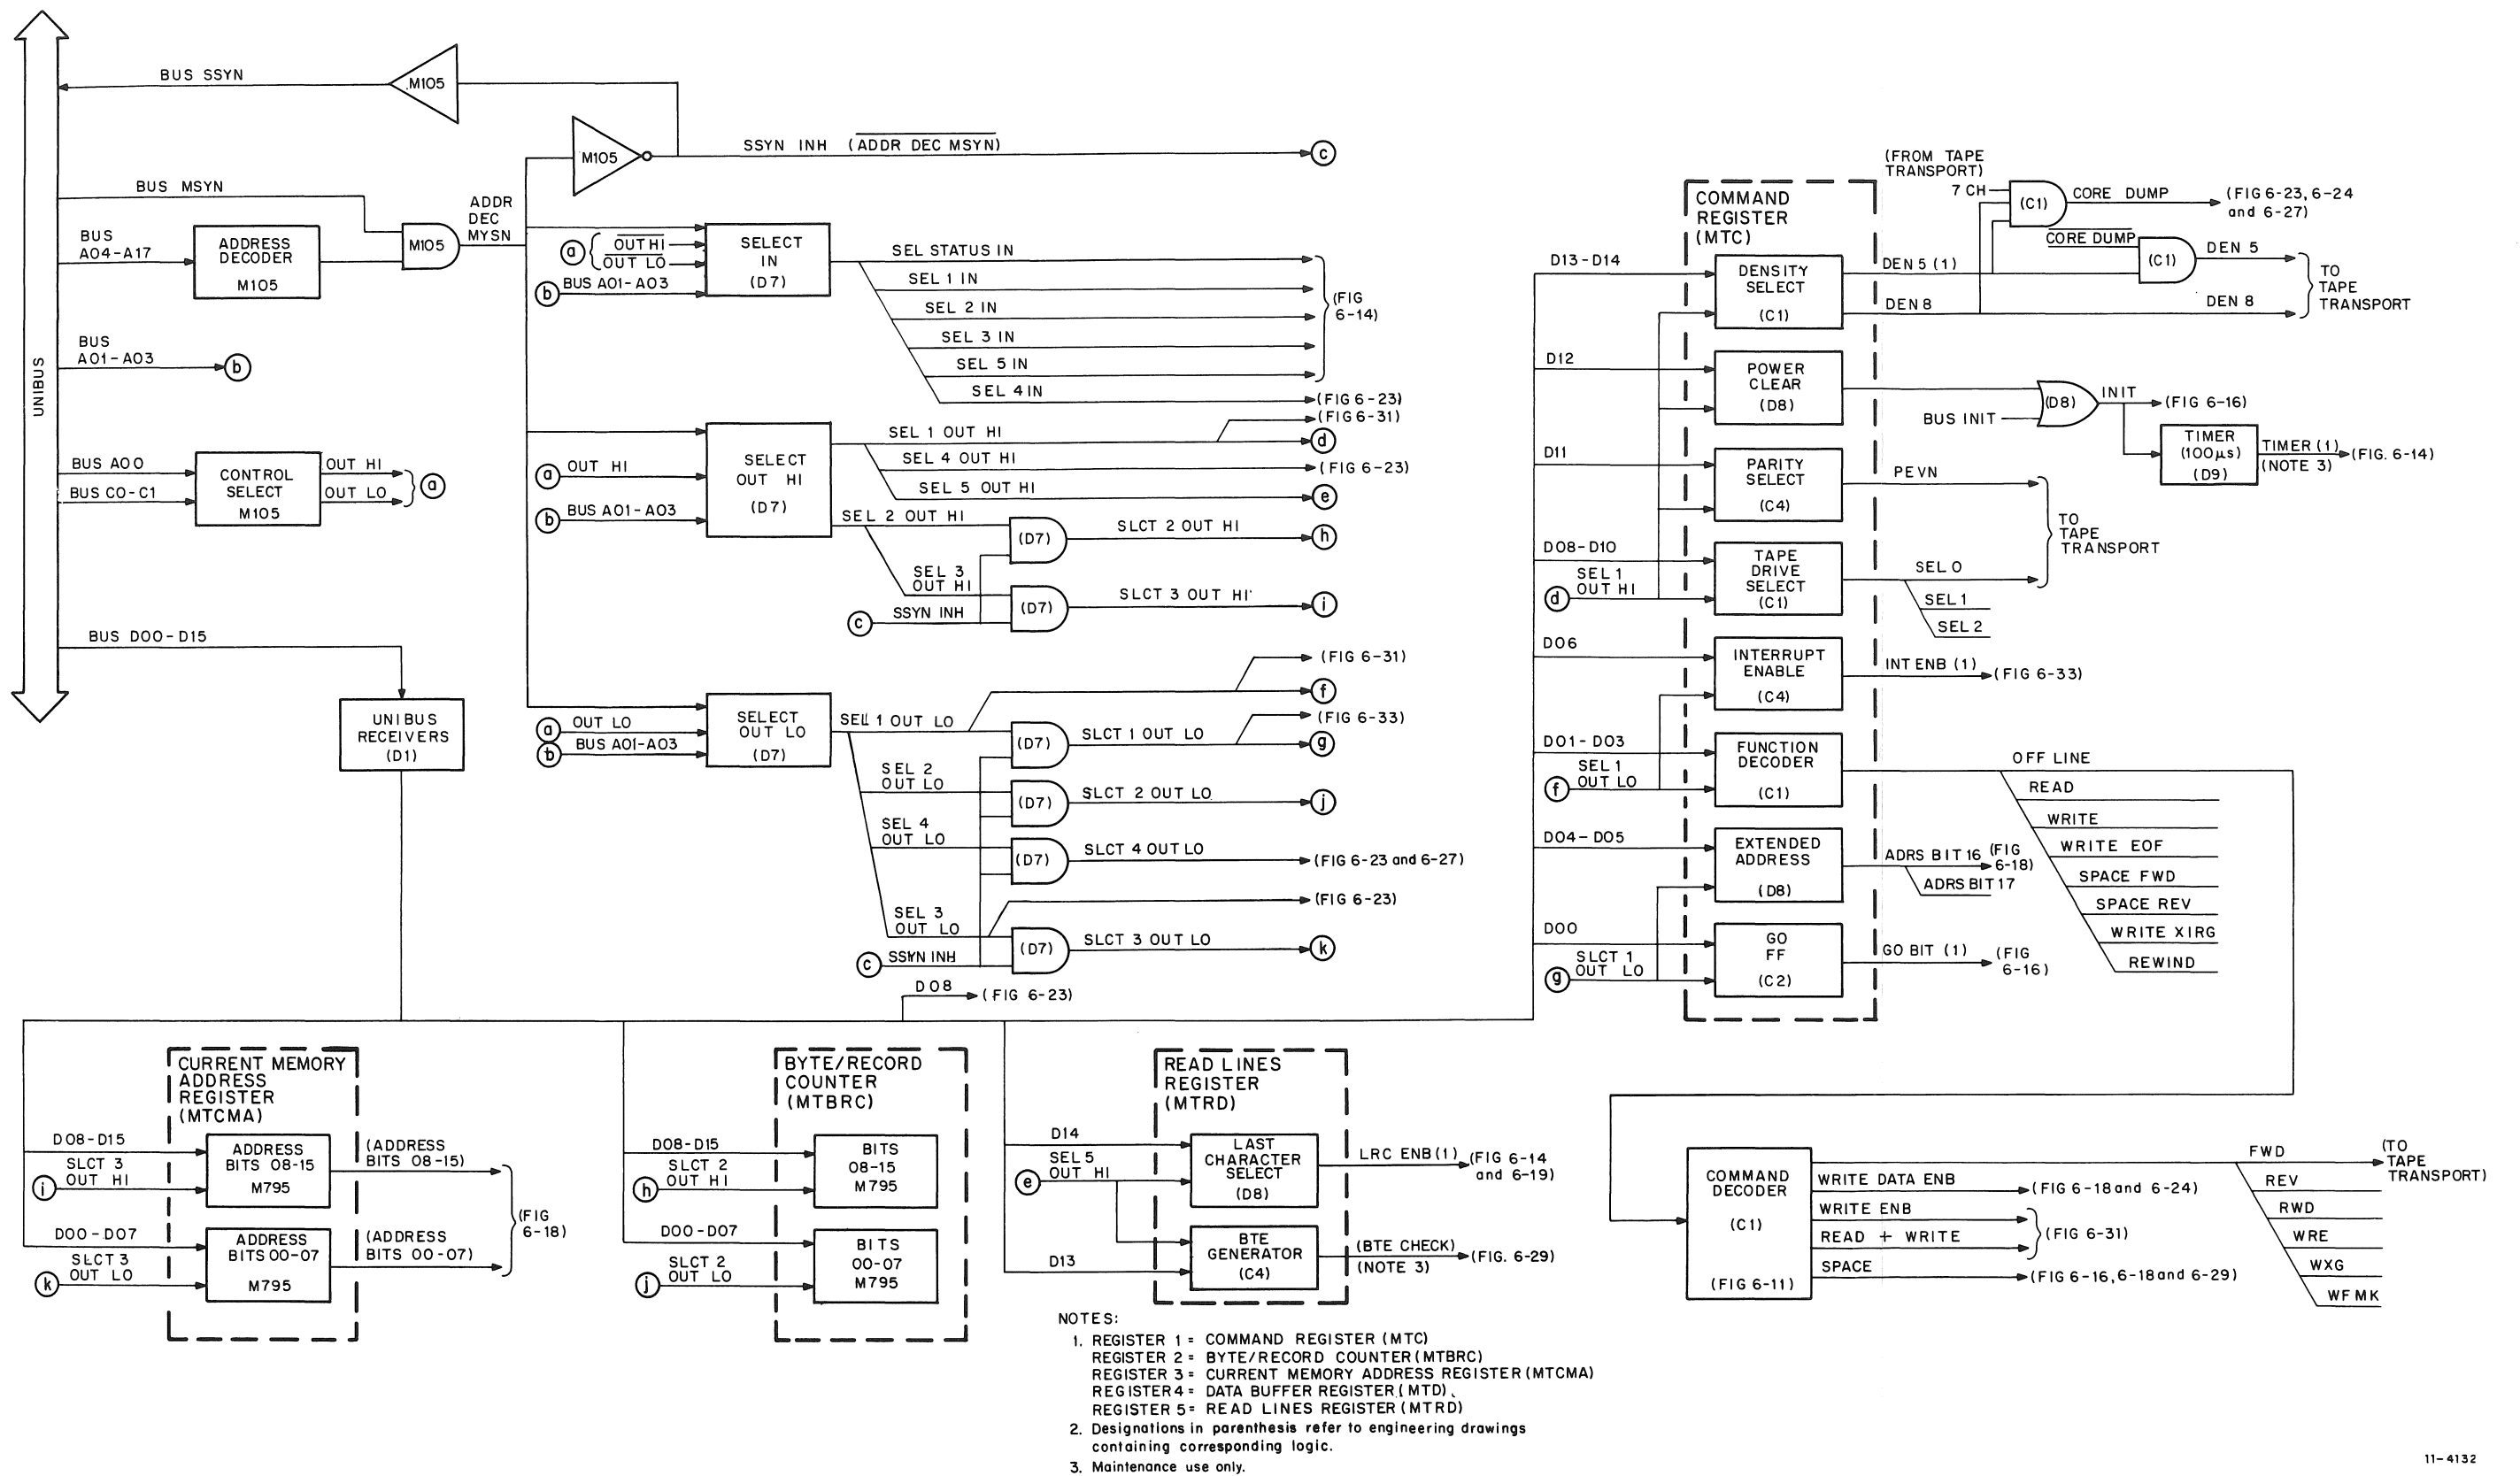 UNIBUS
BUS SSYN
M105
M105
SSYN INH (ADDR DEC MSYN)
c
BUS MSYN
BUS
A04-A17
ADDRESS
DECODER
M105
M105
ADDR
DEC
MYSN
BUS
A01-A03
b
BUS A00
BUS C0-C1
CONTROL
SELECT
M105
OUT HI
OUT LO
a
BUS D00-D15
UNIBUS
RECEIVERS
(D1)
a
OUT HI
OUT LO
b
BUS A01-A03
SELECT
IN
(D7)
SEL STATUS IN
SEL 1 IN
SEL 2 IN
SEL 3 IN
SEL 5 IN
SEL 4 IN
(FIG
6-14)
(FIG 6-23)
(FIG 6-31)
a
OUT HI
b
BUS A01-A03
SELECT
OUT HI
(D7)
SEL 1 OUT HI
d
SEL 4 OUT HI
(FIG 6-23)
SEL 5 OUT HI
e
SEL 2 OUT HI
(D7)
SLCT 2 OUT HI
h
SEL 3
OUT HI
(D7)
SLCT 3 OUT HI
i
c
SSYN INH
(FIG 6-31)
f
a
OUT LO
b
BUS A01-A03
SELECT
OUT LO
(D7)
SEL 1 OUT LO
(D7)
SLCT 1 OUT LO
(FIG 6-33)
g
SEL 2
OUT LO
(D7)
SLCT 2 OUT LO
j
SEL 4
OUT LO
(D7)
SLCT 4 OUT LO
(FIG 6-23 and 6-27)
(FIG 6-23)
SEL 3
OUT LO
(D7)
SLCT 3 OUT LO
k
c
SSYN INH
D08
(FIG 6-23)
COMMAND
REGISTER
(MTC)
D13-D14
DENSITY
SELECT
(C1)
DEN 5 (1)
DEN 8
(FROM TAPE
TRANSPORT)
7 CH
(C1)
CORE DUMP
(FIG 6-23, 6-24
and 6-27)
CORE DUMP
(C1)
DEN 5
DEN 8
TO
TAPE
TRANSPORT
D12
POWER
CLEAR
(D8)
BUS INIT
(D8)
INIT
(FIG 6-16)
TIMER
(100µs)
(D9)
TIMER (1)
(NOTE 3)
(FIG. 6-14)
D11
PARITY
SELECT
(C4)
PEVN
TO
TAPE
TRANSPORT
D08-D10
SEL 1
OUT HI
d
TAPE
DRIVE
SELECT
(C1)
SEL 0
SEL 1
SEL 2
D06
INTERRUPT
ENABLE
(C4)
INT ENB (1)
(FIG 6-33)
D01-D03
SEL 1
OUT LO
f
FUNCTION
DECODER
(C1)
OFF LINE
READ
WRITE
WRITE EOF
SPACE FWD
SPACE REV
WRITE XIRG
REWIND
D04-D05
EXTENDED
ADDRESS
(D8)
ADRS BIT 16
(FIG
6-18)
ADRS BIT 17
D00
SLCT 1
OUT LO
g
GO
FF
(C2)
GO BIT (1)
(FIG
6-16)
CURRENT MEMORY
ADDRESS
REGISTER
(MTCMA)
D08-D15
SLCT 3
OUT HI
i
ADDRESS
BITS 08-15
M795
(ADDRESS
BITS 08-15)
D00-D07
SLCT 3
OUT LO
k
ADDRESS
BITS 00-07
M795
(ADDRESS
BITS 00-07)
(FIG
6-18)
BYTE/RECORD
COUNTER
(MTBRC)
D08-D15
SLCT 2
OUT HI
h
BITS
08-15
M795
D00-D07
SLCT 2
OUT LO
j
BITS
00-07
M795
READ LINES
REGISTER
(MTRD)
D14
SEL 5
OUT HI
e
LAST
CHARACTER
SELECT
(D8)
LRC ENB(1)
(FIG 6-14
and 6-19)
D13
BTE
GENERATOR
(C4)
(BTE CHECK)
(NOTE 3)
(FIG. 6-29)
COMMAND
DECODER
(C1)
(FIG 6-11)
FWD
(TO
TAPE
TRANSPORT)
REV
RWD
WRE
WXG
WFMK
WRITE DATA ENB
(FIG 6-18 and 6-24)
WRITE ENB
READ + WRITE
(FIG 6-31)
SPACE
(FIG 6-16, 6-18 and 6-29)
NOTES:
1. REGISTER 1 = COMMAND REGISTER (MTC)
REGISTER 2 = BYTE/RECORD COUNTER (MTBRC)
REGISTER 3 = CURRENT MEMORY ADDRESS REGISTER (MTCMA)
REGISTER 4 = DATA BUFFER REGISTER (MTD)
REGISTER 5 = READ LINES REGISTER (MTRD)
2. Designations in parenthesis refer to engineering drawings
containing corresponding logic.
3. Maintenance use only.
11-4132